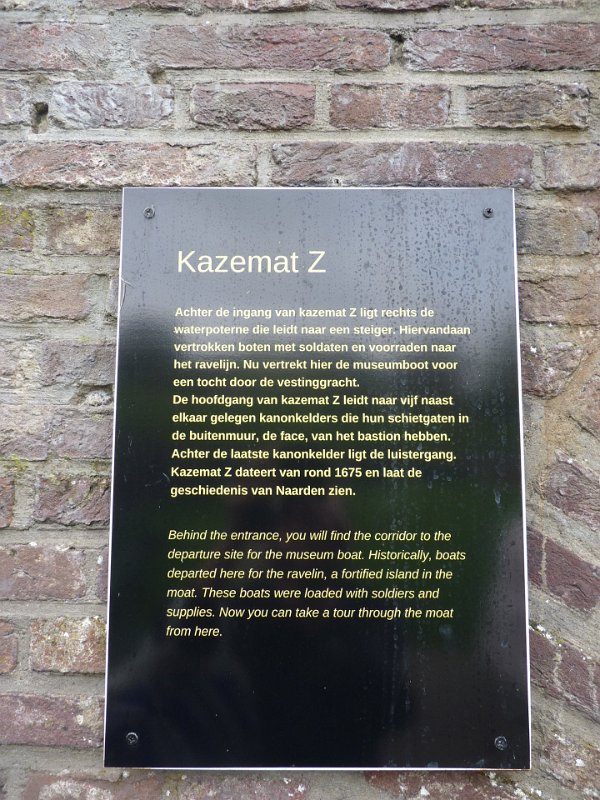 Kazemat Z
Achter de ingang van kazemat Z ligt rechts de
waterpoterne die leidt naar een steiger. Hiervandaan
vertrokken boten met soldaten en voorraden naar
het ravelijn. Nu vertrekt hier de museumboot voor
een tocht door de vestinggracht.
De hoofdgang van kazemat Z leidt naar vijf naast
elkaar gelegen kanonkelders die hun schietgaten in
de buitenmuur, de face, van het bastion hebben.
Achter de laatste kanonkelder ligt de luistergang.
Kazemat Z dateert van rond 1675 en laat de
geschiedenis van Naarden zien.
Behind the entrance, you will find the corridor to the
departure site for the museum boat. Historically, boats
departed here for the ravelin, a fortified island in the
moat. These boats were loaded with soldiers and
supplies. Now you can take a tour through the moat
from here.